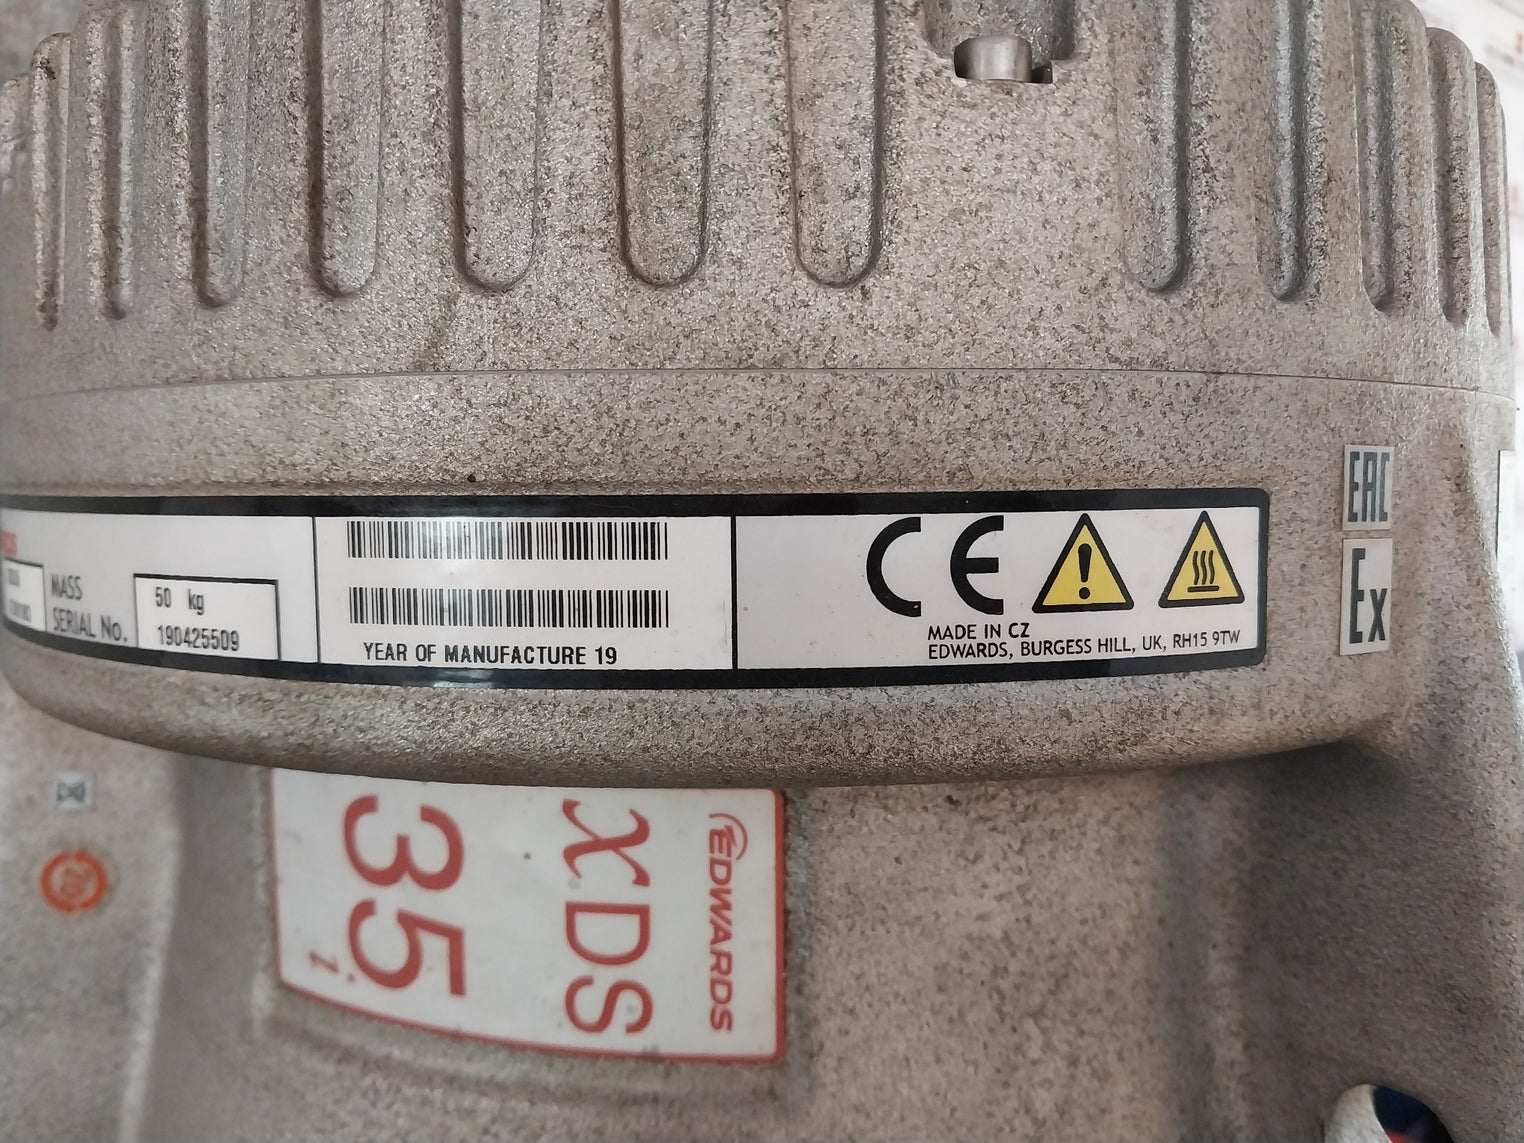 MASS
50 kg
SERIAL No.
190425509
YEAR OF MANUFACTURE 19
CE
MADE IN CZ
EDWARDS, BURGESS HILL, UK, RH15 9TW
EAC
Ex
EDWARDS
XDS
35
i